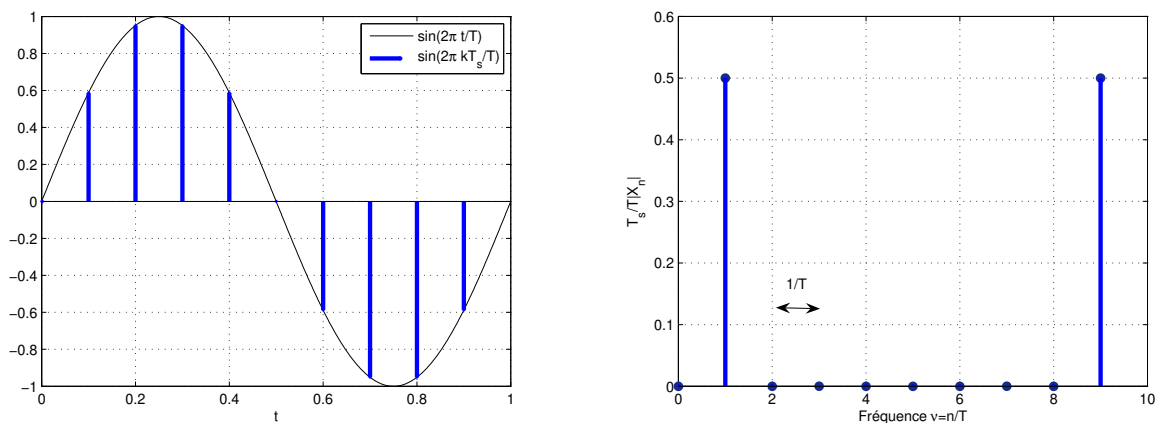 1
0.8
0.6
0.4
0.2
0
−0.2
−0.4
−0.6
−0.8
−1
0 0.2 0.4 0.6 0.8 1
t
sin(2π t/T)
sin(2π kT_s/T)
0.6
0.5
0.4
0.3
0.2
0.1
0
T_s/T|X_n|
1/T
0 2 4 6 8 10
Fréquence ν=n/T